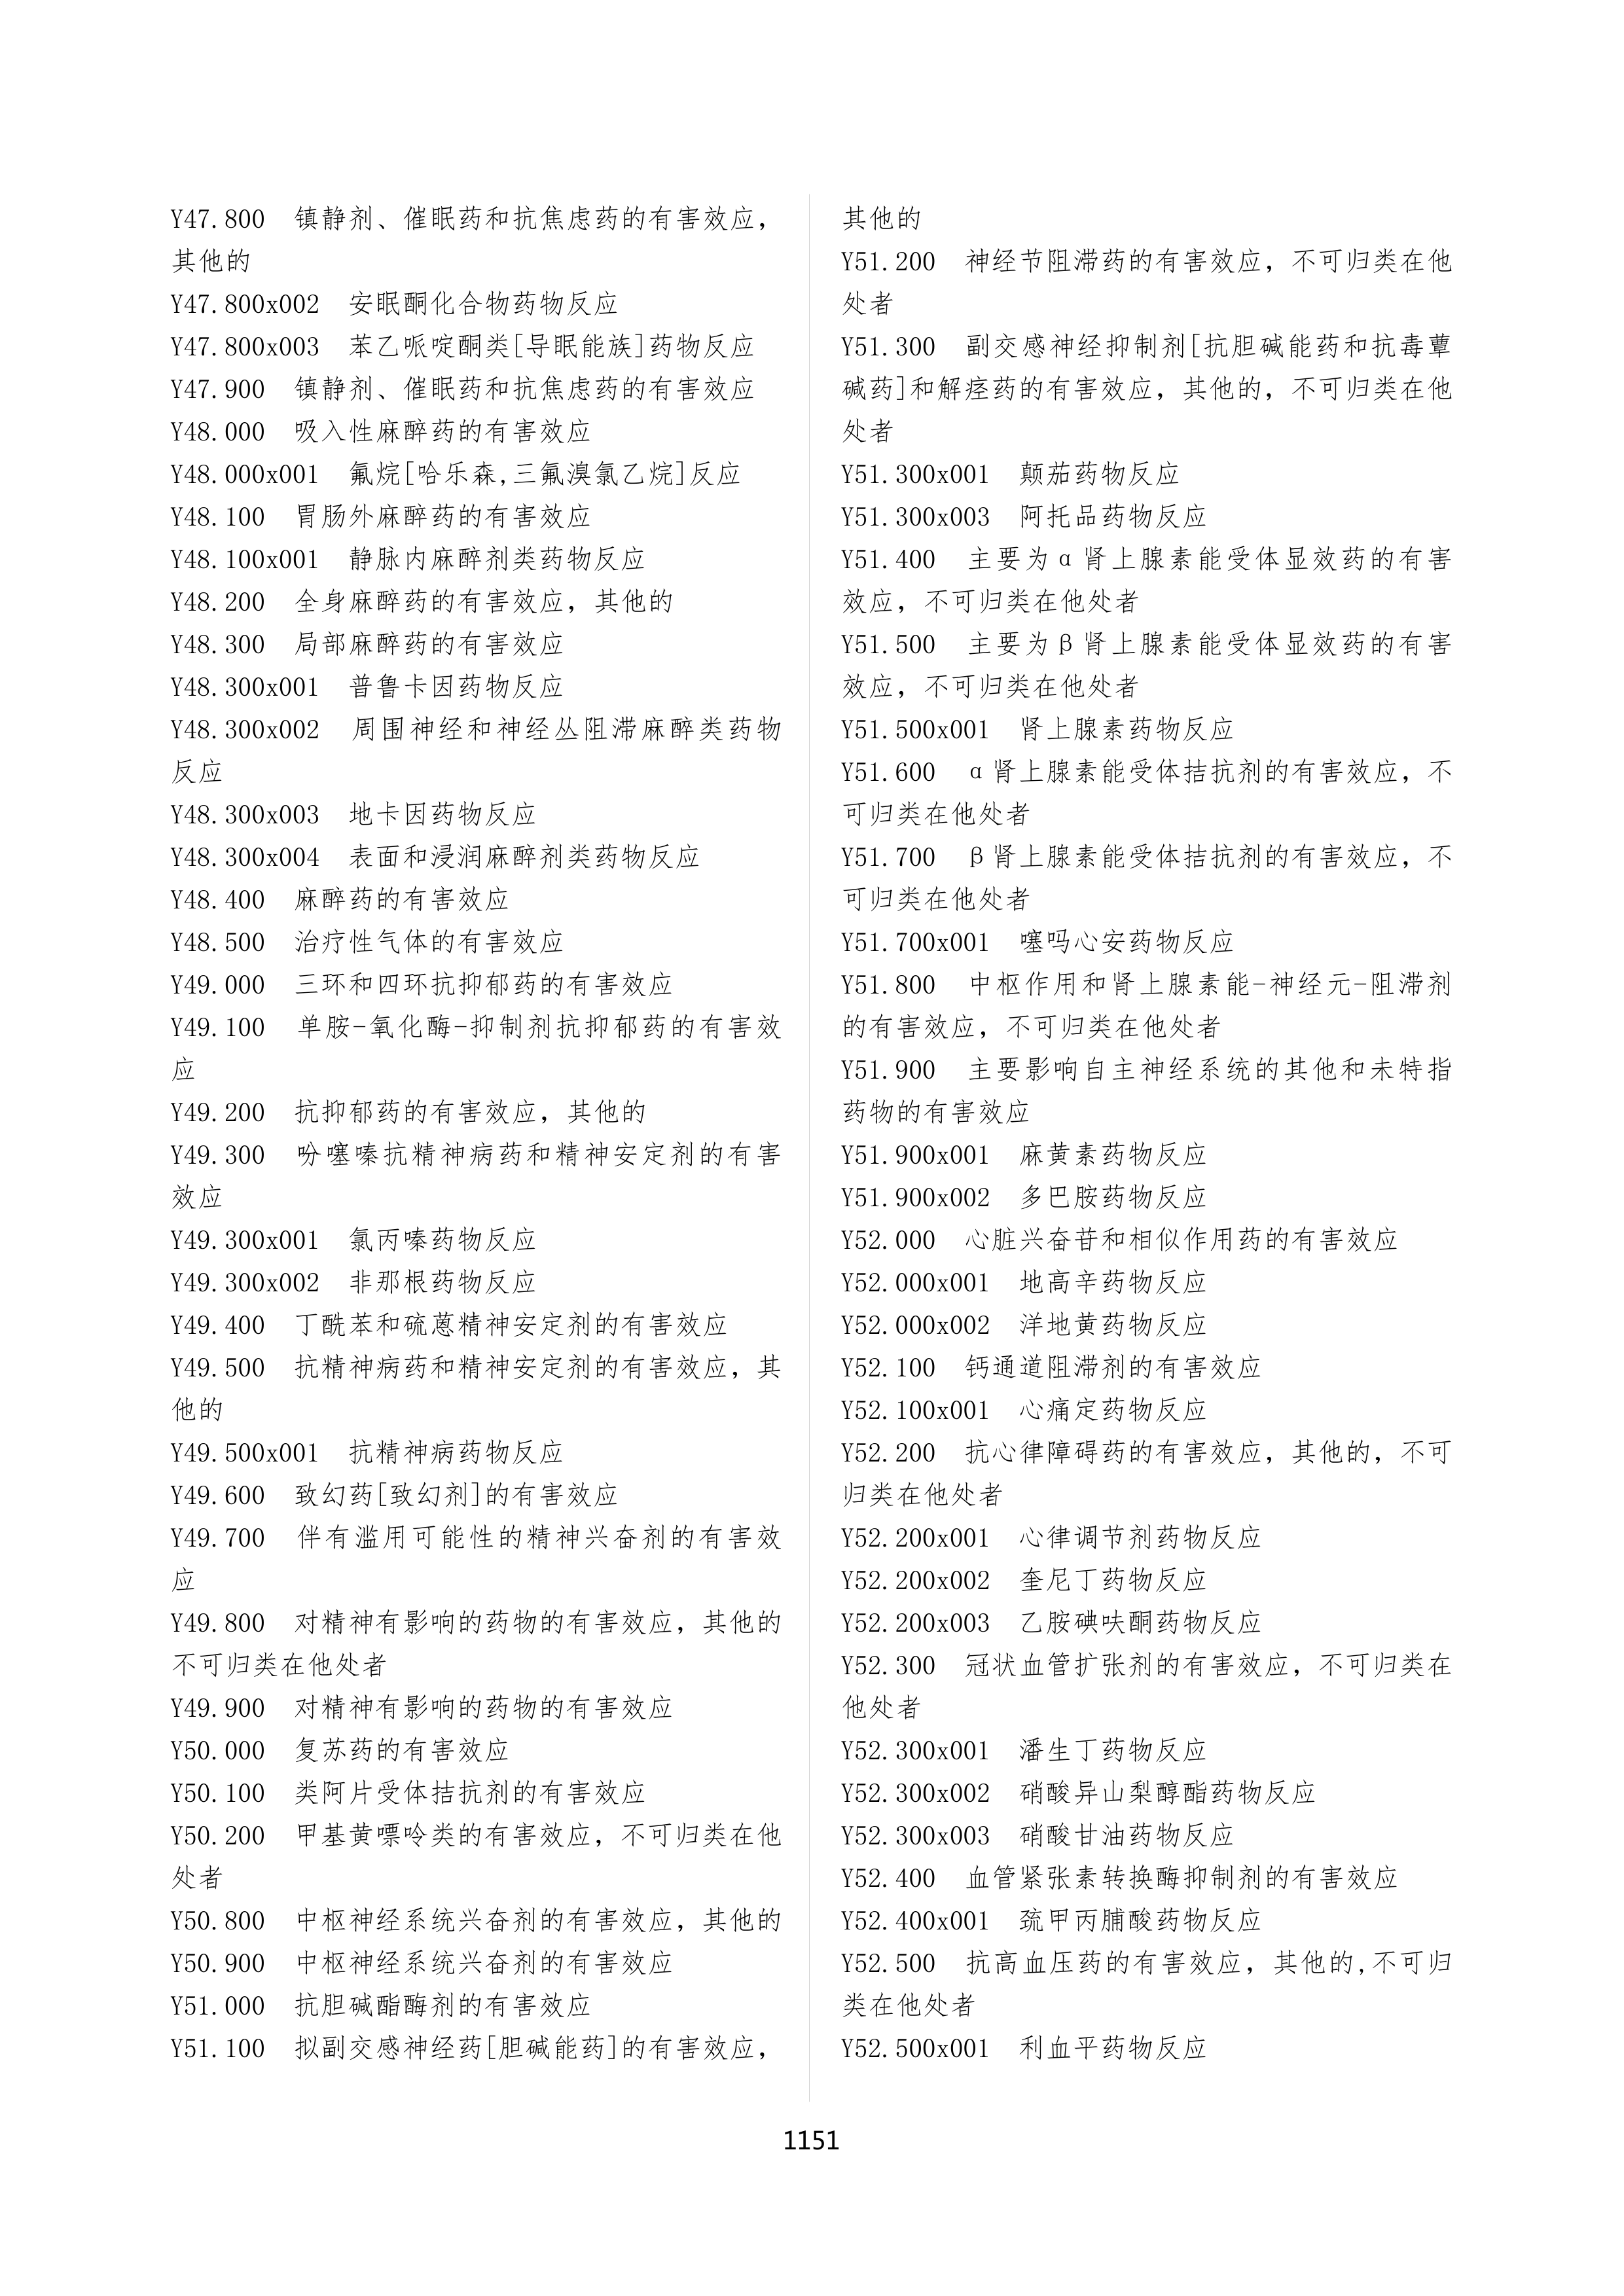 Y47.800　镇静剂、催眠药和抗焦虑药的有害效应，
其他的
Y47.800x002　安眠酮化合物药物反应
Y47.800x003　苯乙哌啶酮类[导眠能族]药物反应
Y47.900　镇静剂、催眠药和抗焦虑药的有害效应
Y48.000　吸入性麻醉药的有害效应
Y48.000x001　氟烷[哈乐森,三氟溴氯乙烷]反应
Y48.100　胃肠外麻醉药的有害效应
Y48.100x001　静脉内麻醉剂类药物反应
Y48.200　全身麻醉药的有害效应，其他的
Y48.300　局部麻醉药的有害效应
Y48.300x001　普鲁卡因药物反应
Y48.300x002　周围神经和神经丛阻滞麻醉类药物
反应
Y48.300x003　地卡因药物反应
Y48.300x004　表面和浸润麻醉剂类药物反应
Y48.400　麻醉药的有害效应
Y48.500　治疗性气体的有害效应
Y49.000　三环和四环抗抑郁药的有害效应
Y49.100　单胺-氧化酶-抑制剂抗抑郁药的有害效
应
Y49.200　抗抑郁药的有害效应，其他的
Y49.300　吩噻嗪抗精神病药和精神安定剂的有害
效应
Y49.300x001　氯丙嗪药物反应
Y49.300x002　非那根药物反应
Y49.400　丁酰苯和硫蒽精神安定剂的有害效应
Y49.500　抗精神病药和精神安定剂的有害效应，其
他的
Y49.500x001　抗精神病药物反应
Y49.600　致幻药[致幻剂]的有害效应
Y49.700　伴有滥用可能性的精神兴奋剂的有害效
应
Y49.800　对精神有影响的药物的有害效应，其他的
不可归类在他处者
Y49.900　对精神有影响的药物的有害效应
Y50.000　复苏药的有害效应
Y50.100　类阿片受体拮抗剂的有害效应
Y50.200　甲基黄嘌呤类的有害效应，不可归类在他
处者
Y50.800　中枢神经系统兴奋剂的有害效应，其他的
Y50.900　中枢神经系统兴奋剂的有害效应
Y51.000　抗胆碱酯酶剂的有害效应
Y51.100　拟副交感神经药[胆碱能药]的有害效应，
其他的
Y51.200　神经节阻滞药的有害效应，不可归类在他
处者
Y51.300　副交感神经抑制剂[抗胆碱能药和抗毒蕈
碱药]和解痉药的有害效应，其他的，不可归类在他
处者
Y51.300x001　颠茄药物反应
Y51.300x003　阿托品药物反应
Y51.400　主要为α肾上腺素能受体显效药的有害
效应，不可归类在他处者
Y51.500　主要为β肾上腺素能受体显效药的有害
效应，不可归类在他处者
Y51.500x001　肾上腺素药物反应
Y51.600　α肾上腺素能受体拮抗剂的有害效应，不
可归类在他处者
Y51.700　β肾上腺素能受体拮抗剂的有害效应，不
可归类在他处者
Y51.700x001　噻吗心安药物反应
Y51.800　中枢作用和肾上腺素能-神经元-阻滞剂
的有害效应，不可归类在他处者
Y51.900　主要影响自主神经系统的其他和未特指
药物的有害效应
Y51.900x001　麻黄素药物反应
Y51.900x002　多巴胺药物反应
Y52.000　心脏兴奋苷和相似作用药的有害效应
Y52.000x001　地高辛药物反应
Y52.000x002　洋地黄药物反应
Y52.100　钙通道阻滞剂的有害效应
Y52.100x001　心痛定药物反应
Y52.200　抗心律障碍药的有害效应，其他的，不可
归类在他处者
Y52.200x001　心律调节剂药物反应
Y52.200x002　奎尼丁药物反应
Y52.200x003　乙胺碘呋酮药物反应
Y52.300　冠状血管扩张剂的有害效应，不可归类在
他处者
Y52.300x001　潘生丁药物反应
Y52.300x002　硝酸异山梨醇酯药物反应
Y52.300x003　硝酸甘油药物反应
Y52.400　血管紧张素转换酶抑制剂的有害效应
Y52.400x001　巯甲丙脯酸药物反应
Y52.500　抗高血压药的有害效应，其他的,不可归
类在他处者
Y52.500x001　利血平药物反应
1151